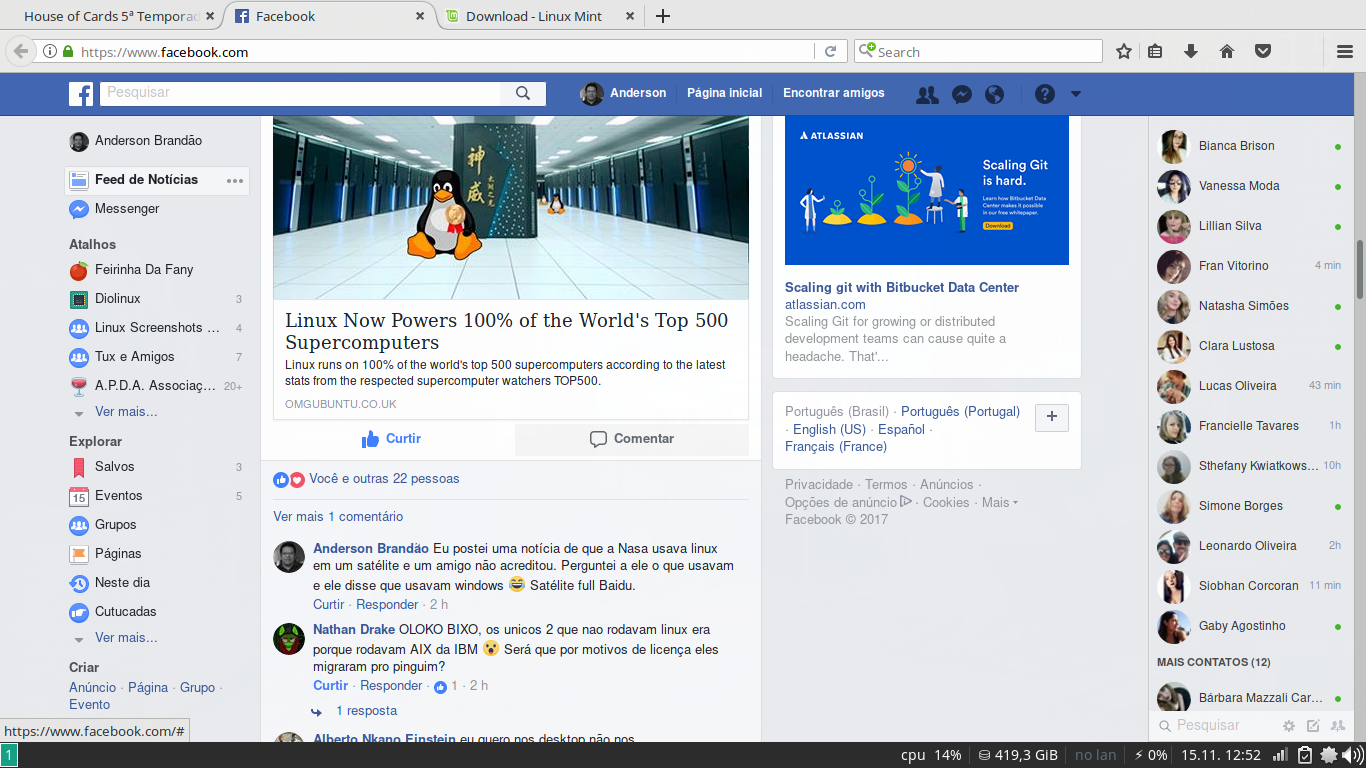 House of Cards 5ª Temporad
Facebook
Download - Linux Mint
https://www.facebook.com
Search
Pesquisar
Anderson
Página inicial
Encontrar amigos
Anderson Brandão
Feed de Notícias
Messenger
Atalhos
Feirinha Da Fany
Diolinux 3
Linux Screenshots ... 4
Tux e Amigos 7
A.P.D.A. Associaç... 20+
Ver mais...
Explorar
Salvos 3
15 Eventos 5
Grupos
Páginas
Neste dia
Cutucadas
Ver mais...
Criar
Anúncio · Página · Grupo ·
Evento
https://www.facebook.com/#
神威
Linux Now Powers 100% of the World's Top 500
Supercomputers
Linux runs on 100% of the world's top 500 supercomputers according to the latest
stats from the respected supercomputer watchers TOP500.
OMGUBUNTU.CO.UK
Curtir
Comentar
Você e outras 22 pessoas
Ver mais 1 comentário
Anderson Brandão Eu postei uma notícia de que a Nasa usava linux
em um satélite e um amigo não acreditou. Perguntei a ele o que usavam
e ele disse que usavam windows 😂 Satélite full Baidu.
Curtir · Responder · 2 h
Nathan Drake OLOKO BIXO, os unicos 2 que nao rodavam linux era
porque rodavam AIX da IBM 😮 Será que por motivos de licença eles
migraram pro pinguim?
Curtir · Responder · 1 · 2 h
1 resposta
Alberto Nkano Einstein eu quero nos desktop não nos
ATLASSIAN
Scaling Git
is hard.
Learn how Bitbucket Data
Center makes it possible
in our free whitepaper.
Download
Scaling git with Bitbucket Data Center
atlassian.com
Scaling Git for growing or distributed
development teams can cause quite a
headache. That'...
Português (Brasil) · Português (Portugal)
· English (US) · Español ·
Français (France)
Privacidade · Termos · Anúncios ·
Opções de anúncio · Cookies · Mais
Facebook © 2017
Bianca Brison
Vanessa Moda
Lillian Silva
Fran Vitorino 4 min
Natasha Simões
Clara Lustosa
Lucas Oliveira 43 min
Francielle Tavares 1h
Sthefany Kwiatkows... 10h
Simone Borges
Leonardo Oliveira 2h
Siobhan Corcoran 11 min
Gaby Agostinho
MAIS CONTATOS (12)
Bárbara Mazzali Car...
Pesquisar
1
cpu 14%
419,3 GiB
no lan
0%
15.11. 12:52